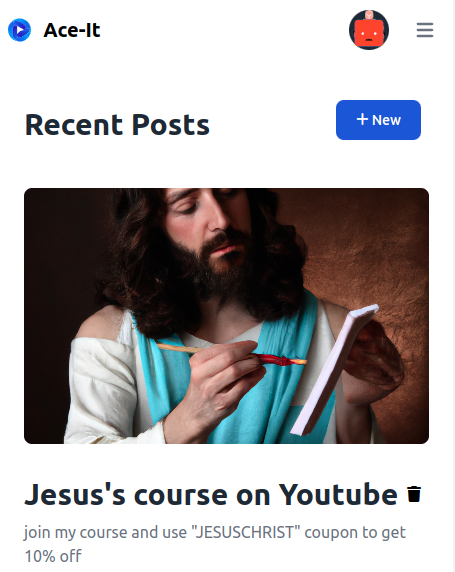 Ace-It
Recent Posts
+ New
Jesus's course on Youtube
join my course and use "JESUSCHRIST" coupon to get
10% off